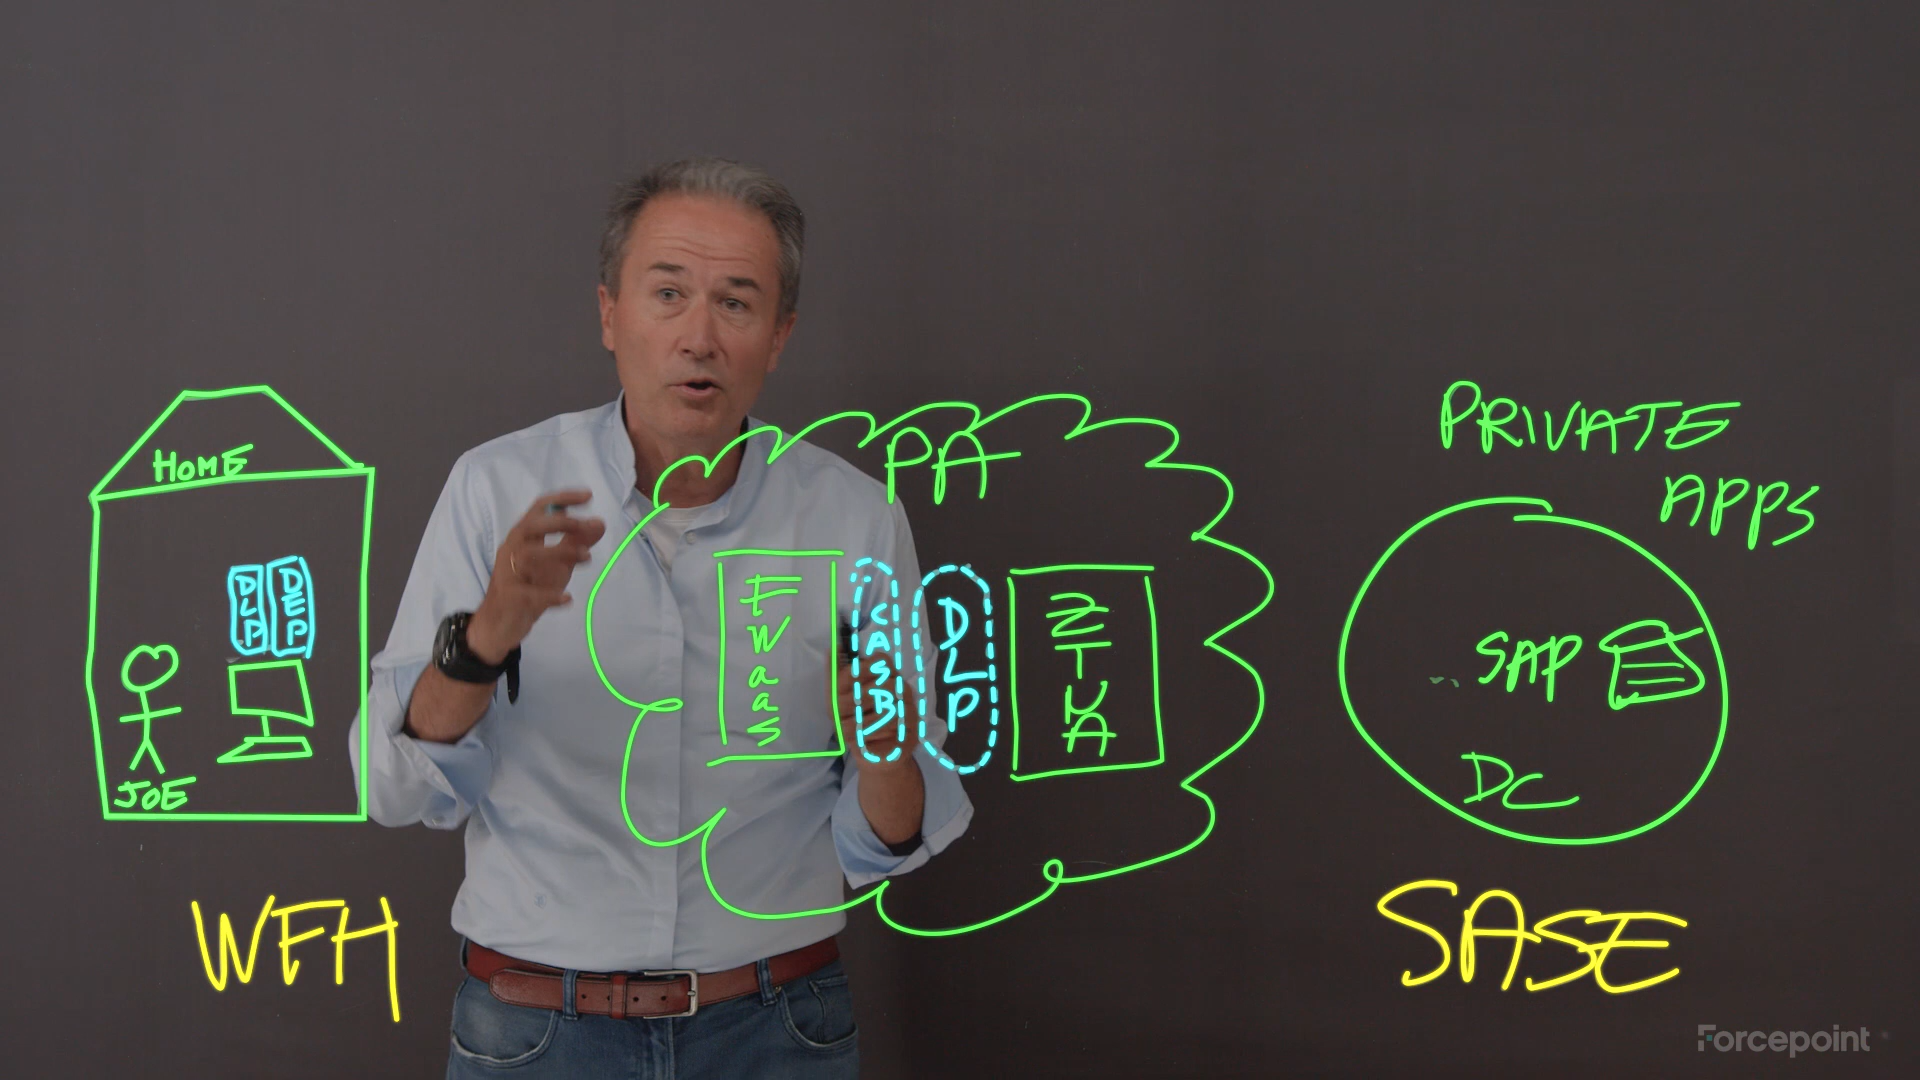 HOME
DLP
DEP
JOE
WFH
PA
FWaaS
CASB
DLP
ZTNA
PRIVATE
APPS
SAP
DC
SASE
Forcepoint